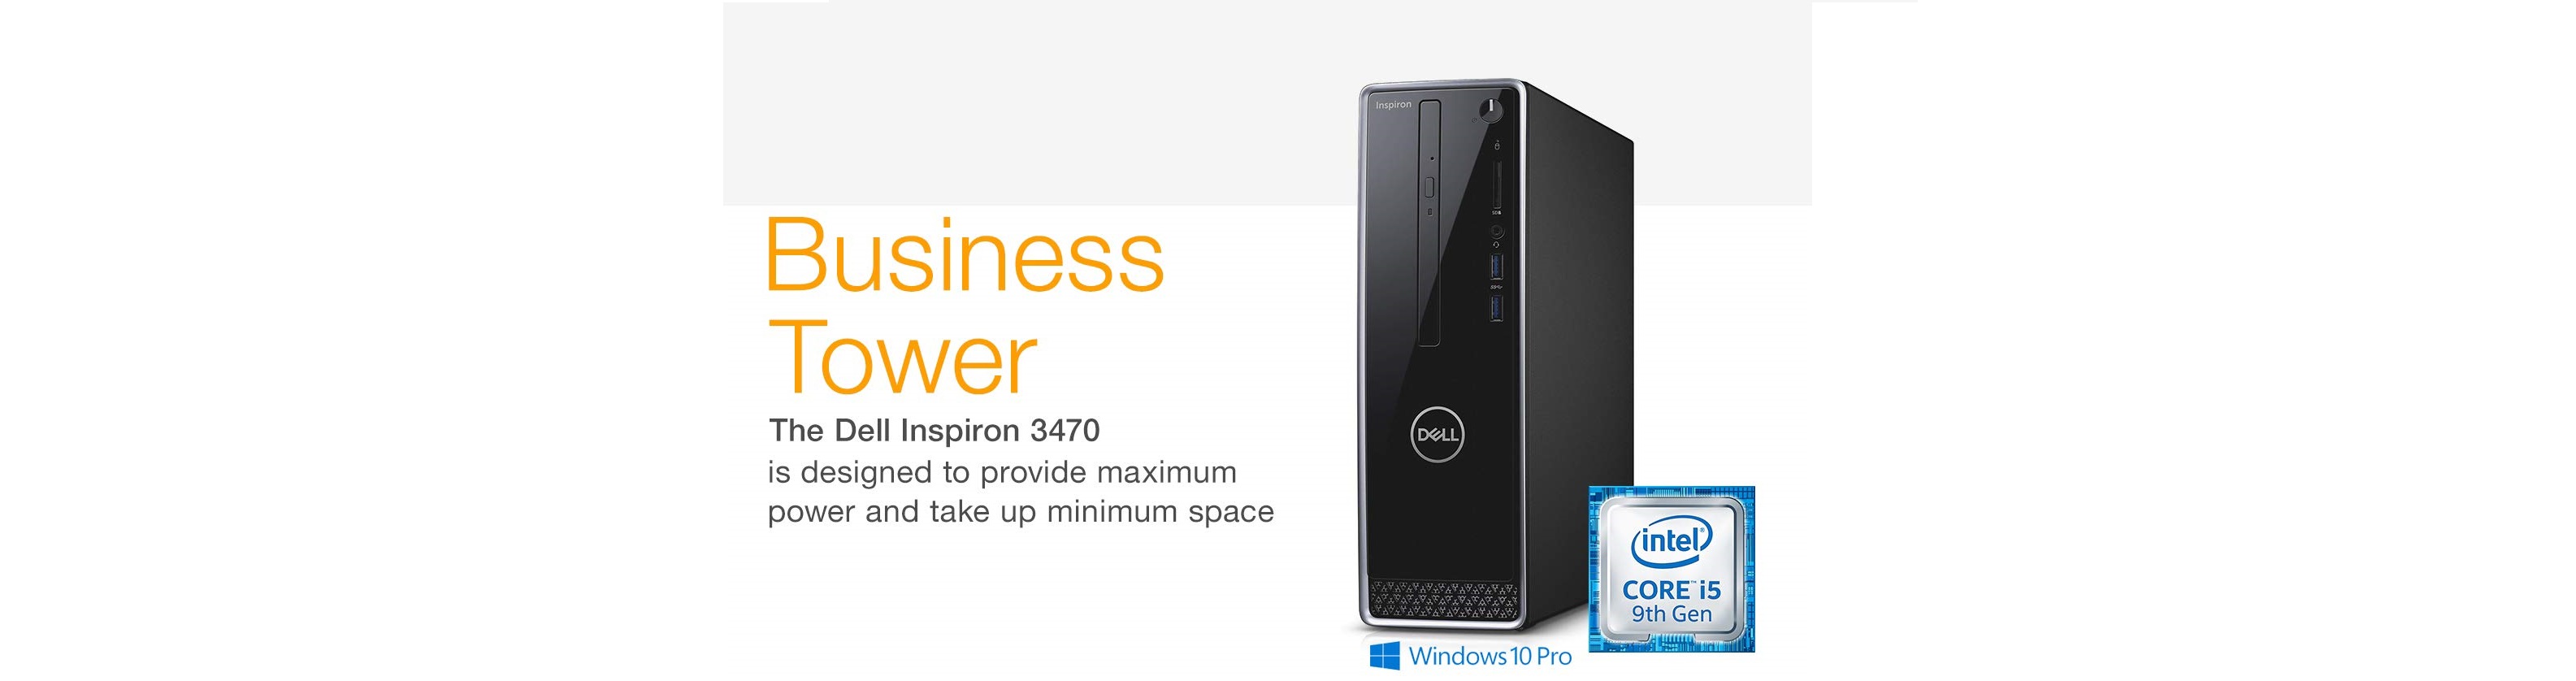 Business
Tower
The Dell Inspiron 3470
is designed to provide maximum
power and take up minimum space
Inspiron
DELL
intel
CORE™ i5
9th Gen
Windows 10 Pro